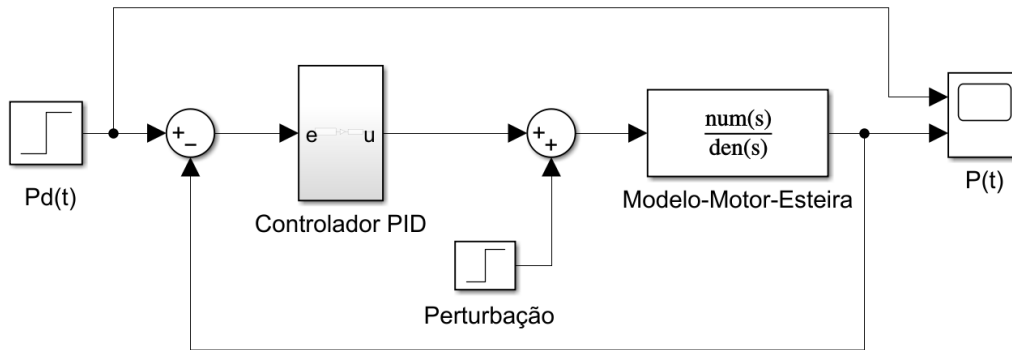 Pd(t)
+
−
e
u
Controlador PID
+
+
Perturbação
num(s)
den(s)
Modelo-Motor-Esteira
P(t)